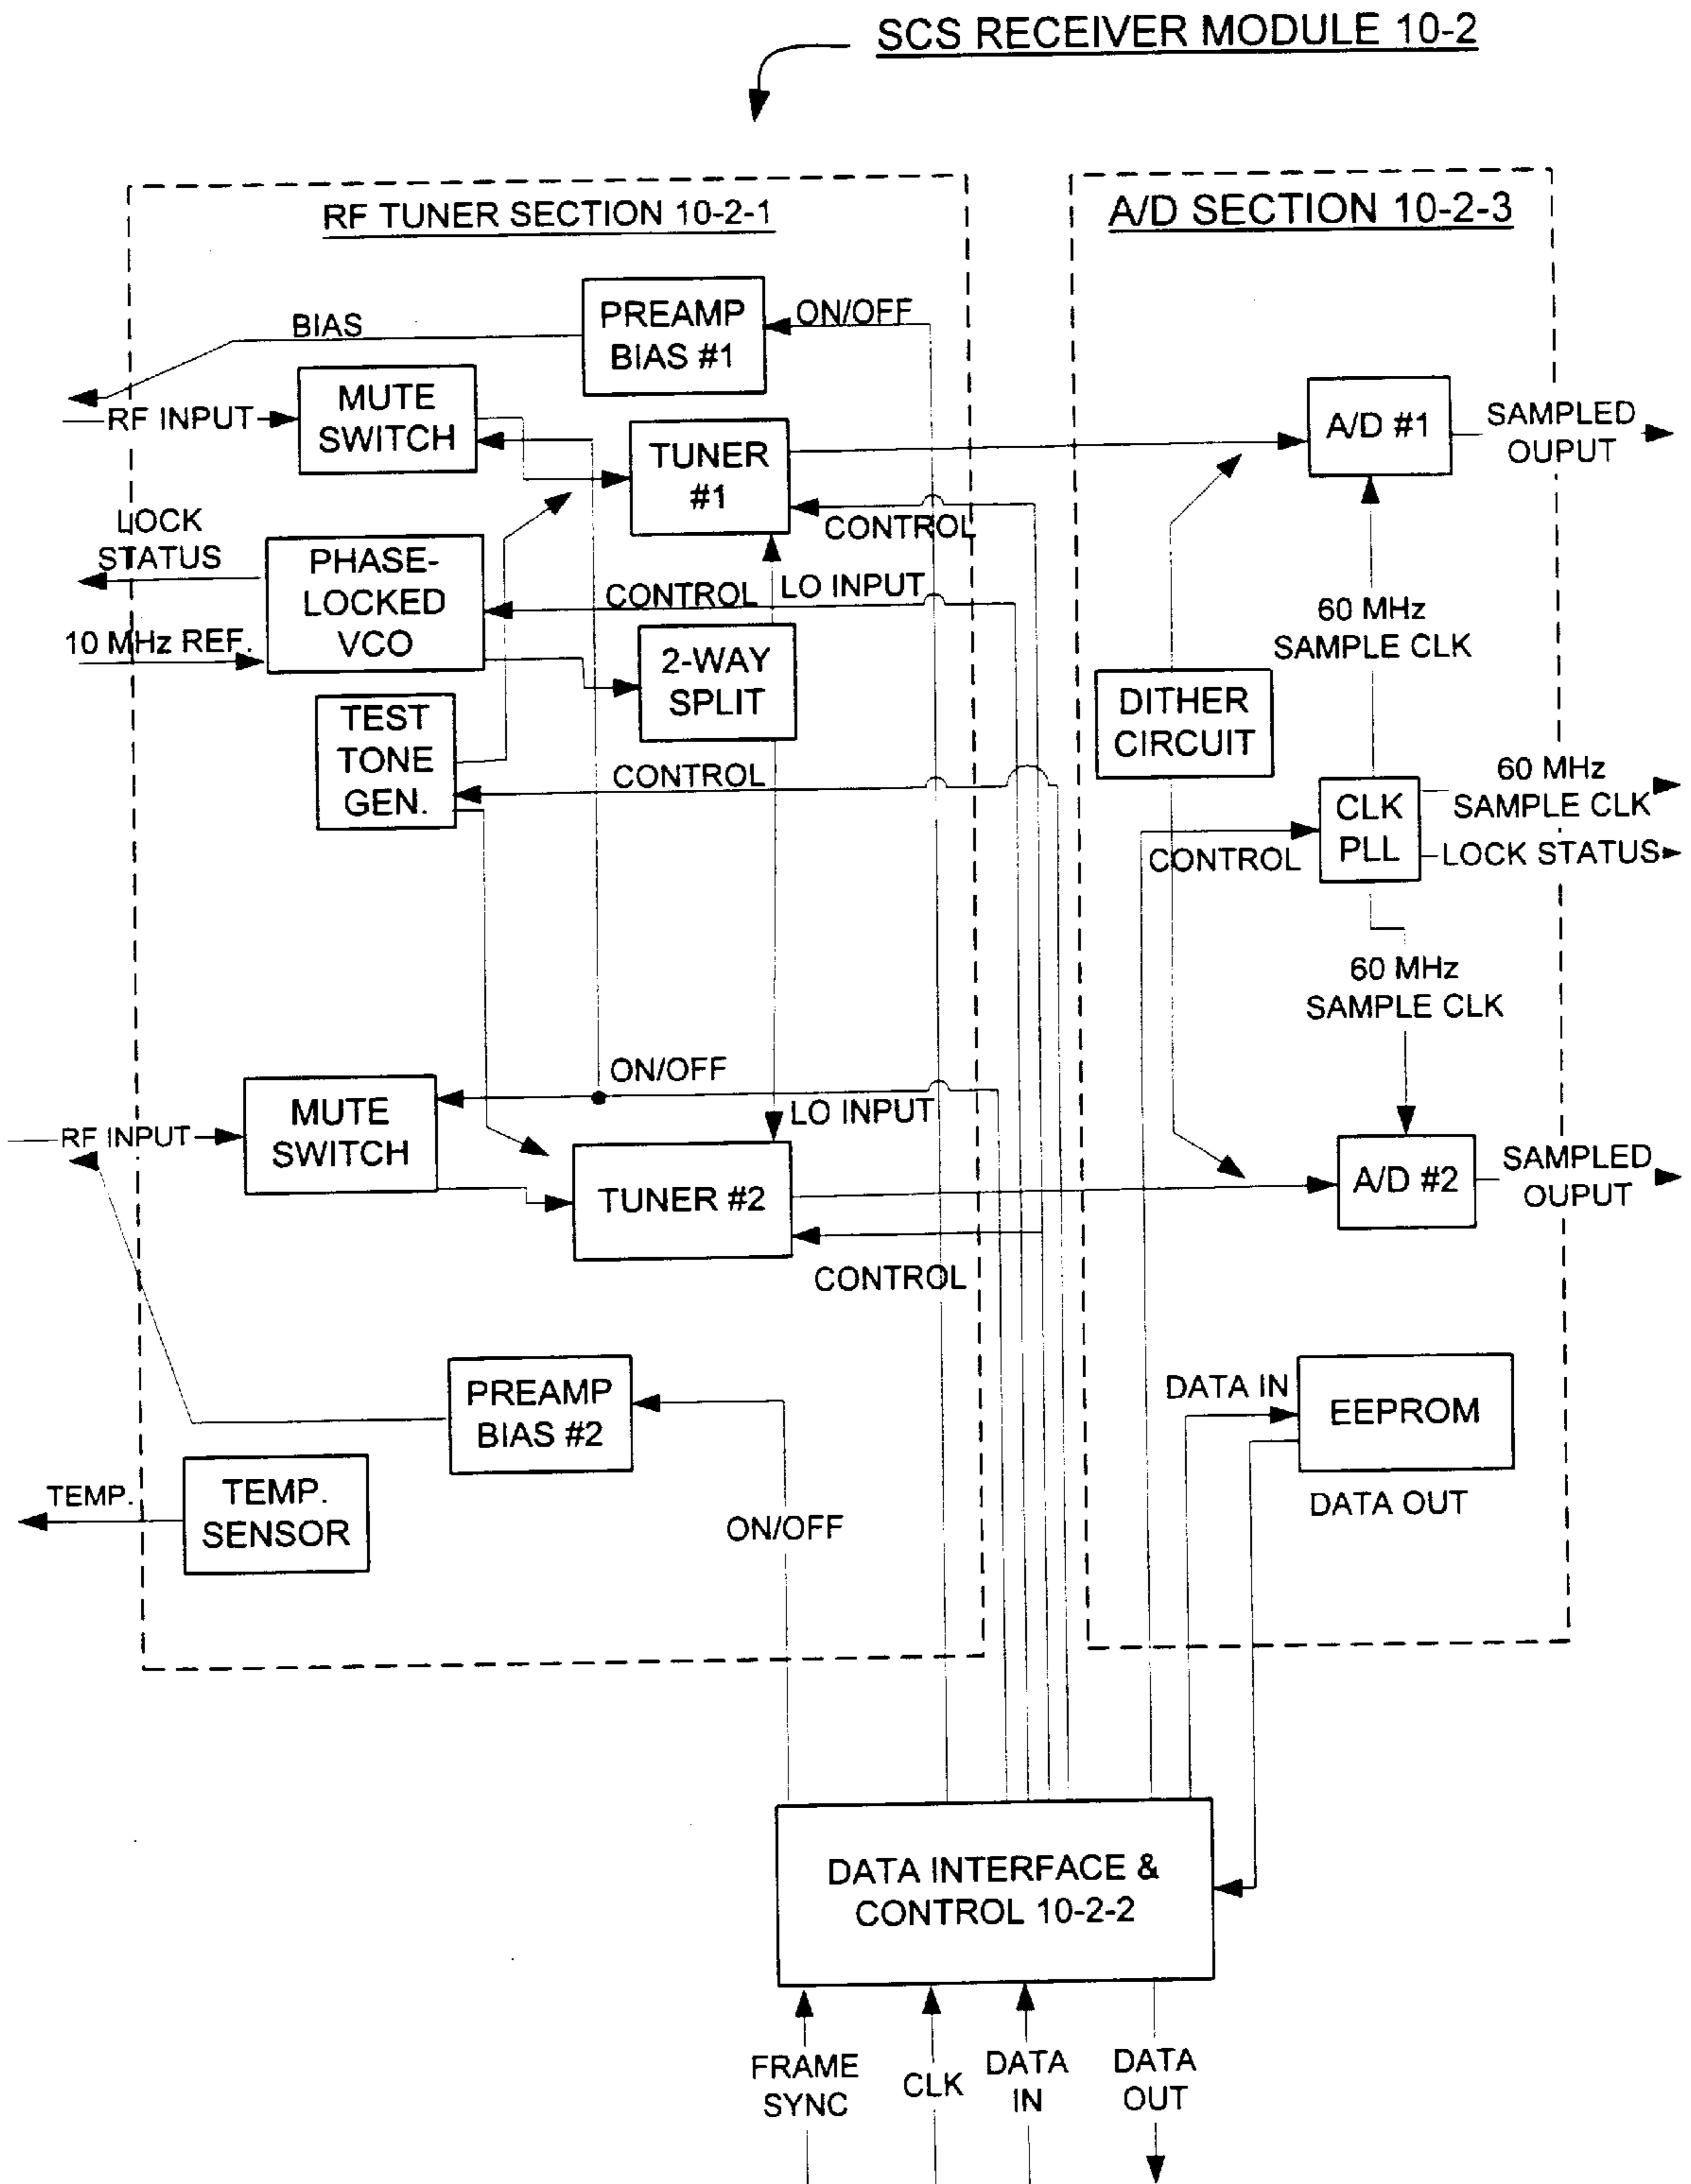 SCS RECEIVER MODULE 10-2
RF TUNER SECTION 10-2-1
A/D SECTION 10-2-3
PREAMP
BIAS #1
ON/OFF
BIAS
RF INPUT
MUTE
SWITCH
TUNER
#1
A/D #1
SAMPLED
OUPUT
CONTROL
LOCK
STATUS
PHASE-
LOCKED
VCO
10 MHz REF.
CONTROL
LO INPUT
2-WAY
SPLIT
60 MHz
SAMPLE CLK
DITHER
CIRCUIT
TEST
TONE
GEN.
CONTROL
CLK
PLL
60 MHz
SAMPLE CLK
LOCK STATUS
CONTROL
60 MHz
SAMPLE CLK
ON/OFF
MUTE
SWITCH
RF INPUT
LO INPUT
TUNER #2
A/D #2
SAMPLED
OUPUT
CONTROL
PREAMP
BIAS #2
DATA IN
EEPROM
DATA OUT
TEMP.
TEMP.
SENSOR
ON/OFF
DATA INTERFACE &
CONTROL 10-2-2
FRAME
SYNC
CLK
DATA
IN
DATA
OUT